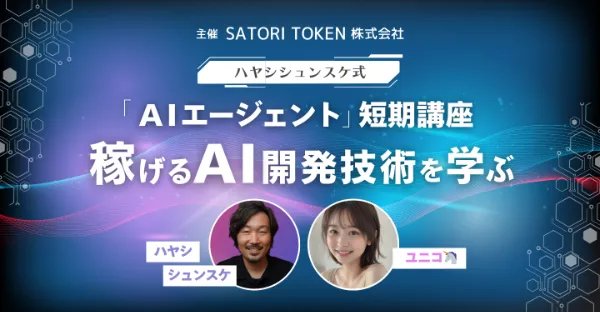 主催 SATORI TOKEN 株式会社
ハヤシシュンスケ式
「AIエージェント」短期講座
稼げるAI開発技術を学ぶ
ハヤシ
シュンスケ
ユニコ🦄